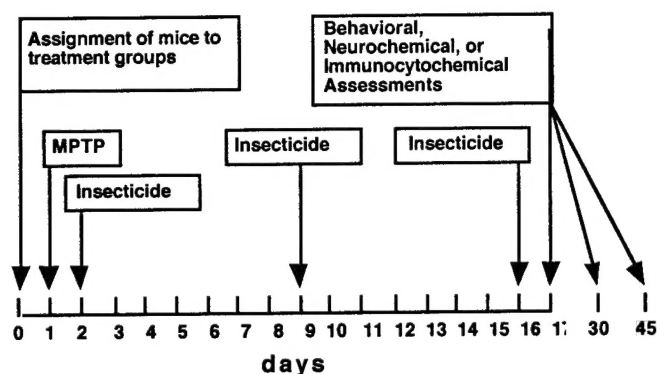 Assignment of mice to
treatment groups
Behavioral,
Neurochemical, or
Immunocytochemical
Assessments
MPTP
Insecticide
Insecticide
Insecticide
0 1 2 3 4 5 6 7 8 9 10 11 12 13 14 15 16 17 30 45
days